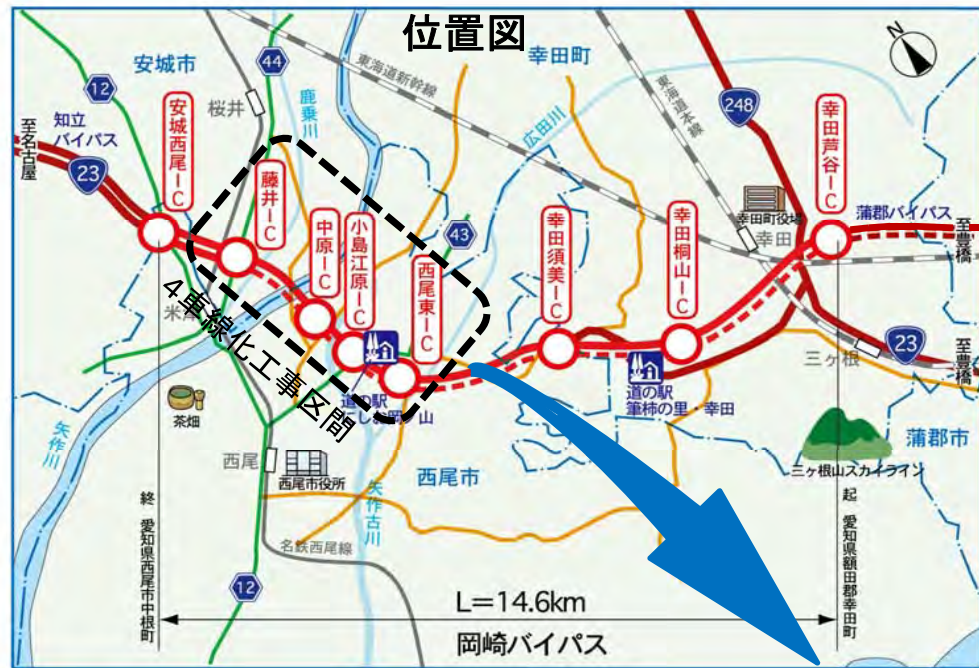 位置図
安城市
幸田町
44
12
鹿乗川
東海道新幹線
東海道本線
248
N
桜井
広田川
至名古屋
知立
バイパス
23
安城西尾IC
藤井IC
中原IC
小島江原IC
43
西尾東IC
幸田須美IC
幸田桐山IC
幸田町役場
幸田
幸田芦谷IC
蒲郡バイパス
至豊橋
米津
4車線化工事区間
道の駅
にしお岡ノ山
道の駅
筆柿の里・幸田
三ヶ根
23
至豊橋
茶畑
矢作川
西尾
西尾市役所
矢作古川
西尾市
蒲郡市
三ヶ根山スカイライン
終 愛知県西尾市中根町
起 愛知県額田郡幸田町
名鉄西尾線
12
L=14.6km
岡崎バイパス